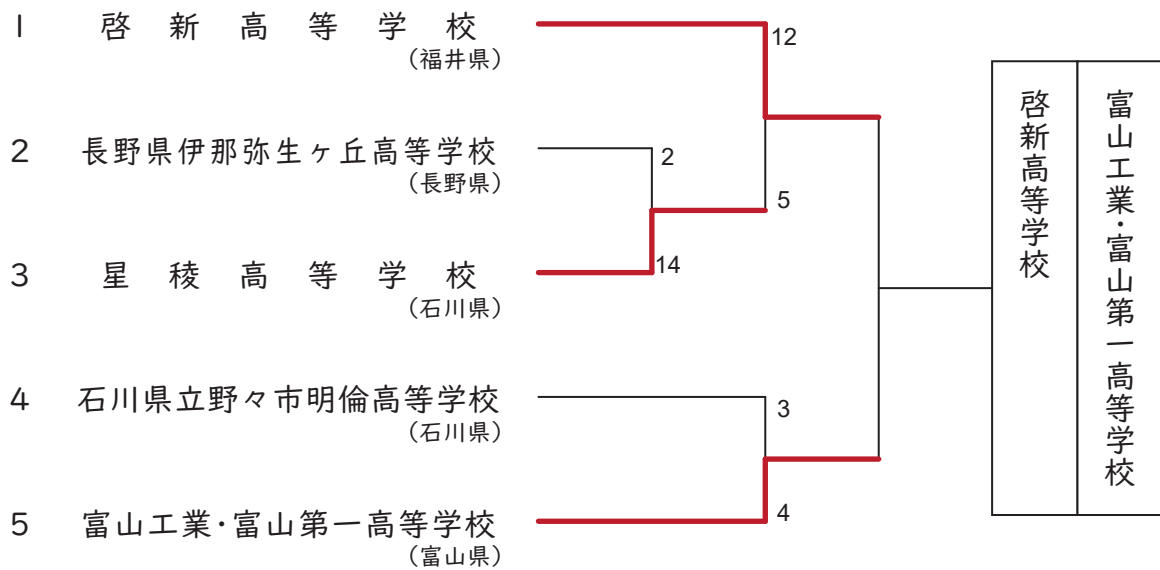 1 啓新高等学校
(福井県)
12
2 長野県伊那弥生ヶ丘高等学校
(長野県)
2
5
3 星稜高等学校
(石川県)
14
4 石川県立野々市明倫高等学校
(石川県)
3
5 富山工業・富山第一高等学校
(富山県)
4
富山工業・富山第一高等学校
啓新高等学校